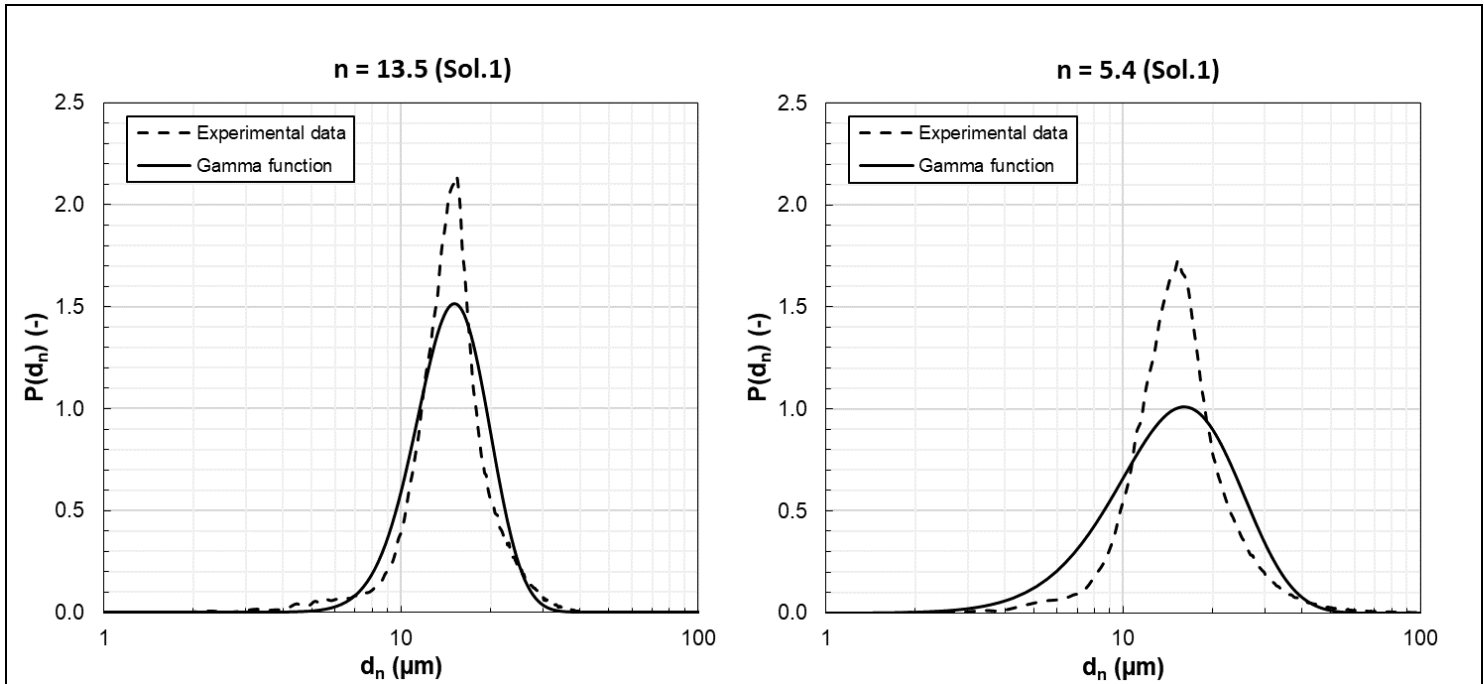 n = 13.5 (Sol.1)
2.5
2.0
1.5
1.0
0.5
0.0
P(dₙ) (-)
Experimental data
Gamma function
1
10
100
dₙ (µm)
n = 5.4 (Sol.1)
2.5
2.0
1.5
1.0
0.5
0.0
P(dₙ) (-)
Experimental data
Gamma function
1
10
100
dₙ (µm)